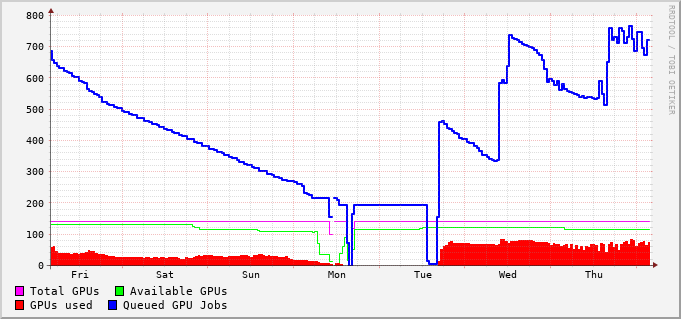 800
700
600
500
400
300
200
100
0
Fri Sat Sun Mon Tue Wed Thu
Total GPUs Available GPUs
GPUs used Queued GPU Jobs
RRDTOOL / TOBI OETIKER